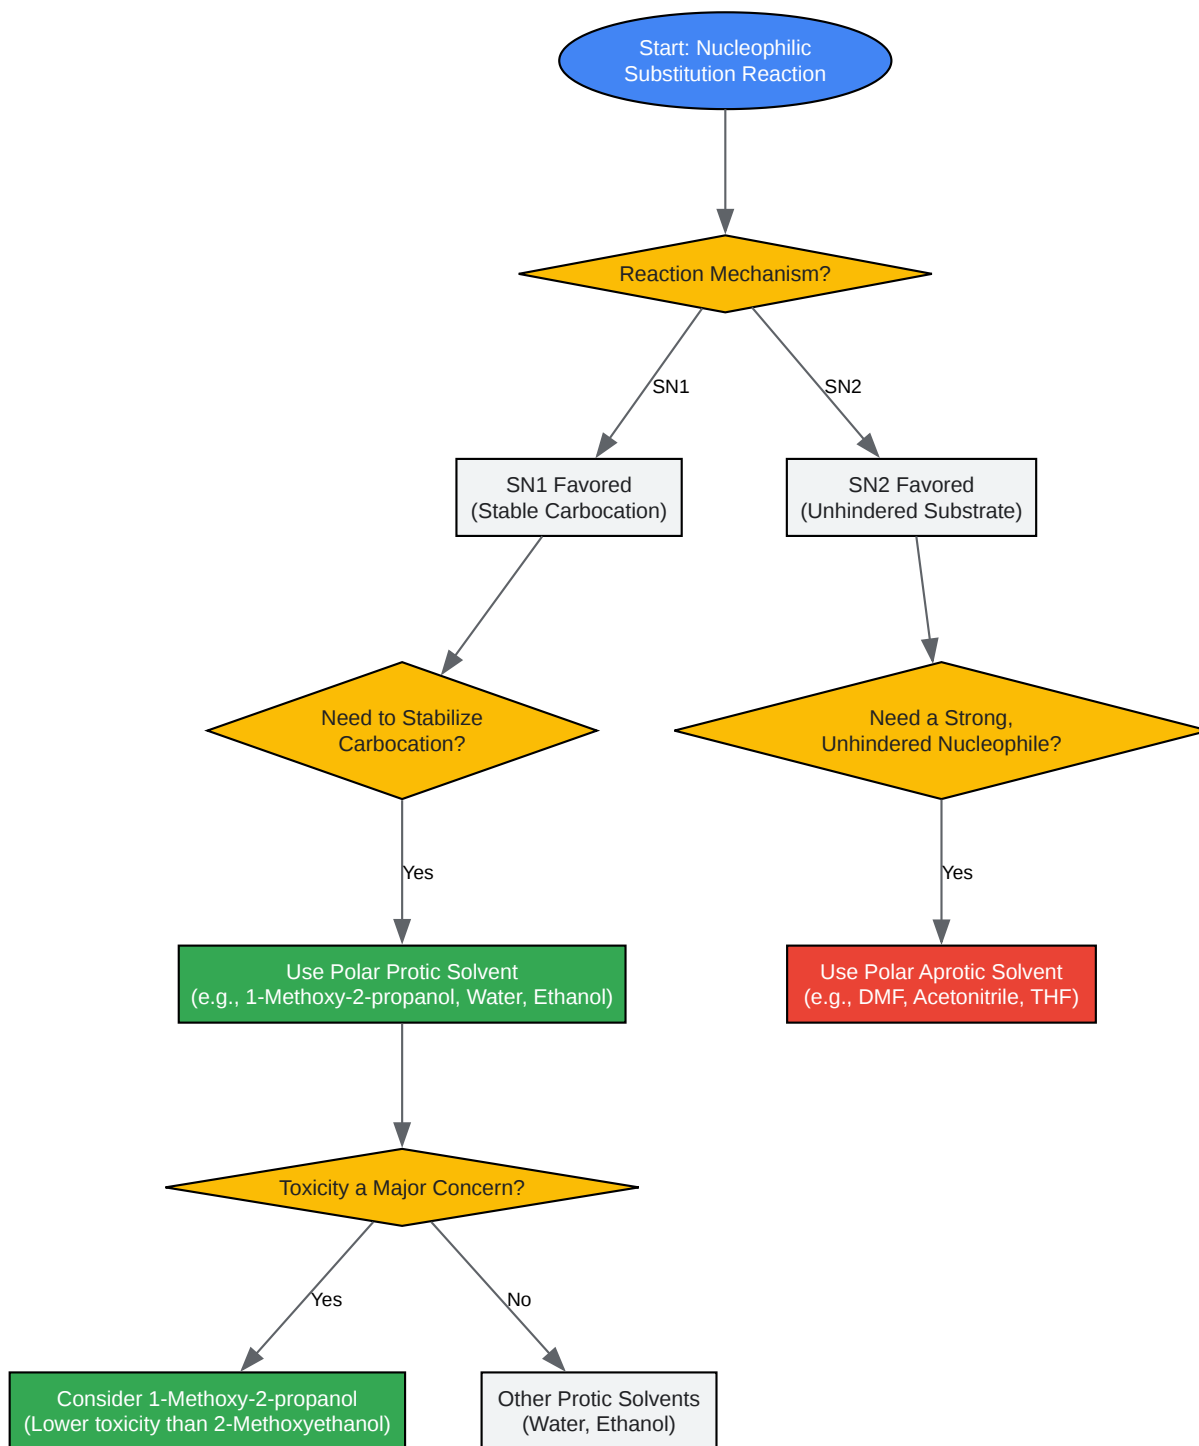 Start: Nucleophilic
Substitution Reaction
Reaction Mechanism?
SN1
SN2
SN1 Favored
(Stable Carbocation)
SN2 Favored
(Unhindered Substrate)
Need to Stabilize
Carbocation?
Need a Strong,
Unhindered Nucleophile?
Yes
Yes
Use Polar Protic Solvent
(e.g., 1-Methoxy-2-propanol, Water, Ethanol)
Use Polar Aprotic Solvent
(e.g., DMF, Acetonitrile, THF)
Toxicity a Major Concern?
Yes
No
Consider 1-Methoxy-2-propanol
(Lower toxicity than 2-Methoxyethanol)
Other Protic Solvents
(Water, Ethanol)